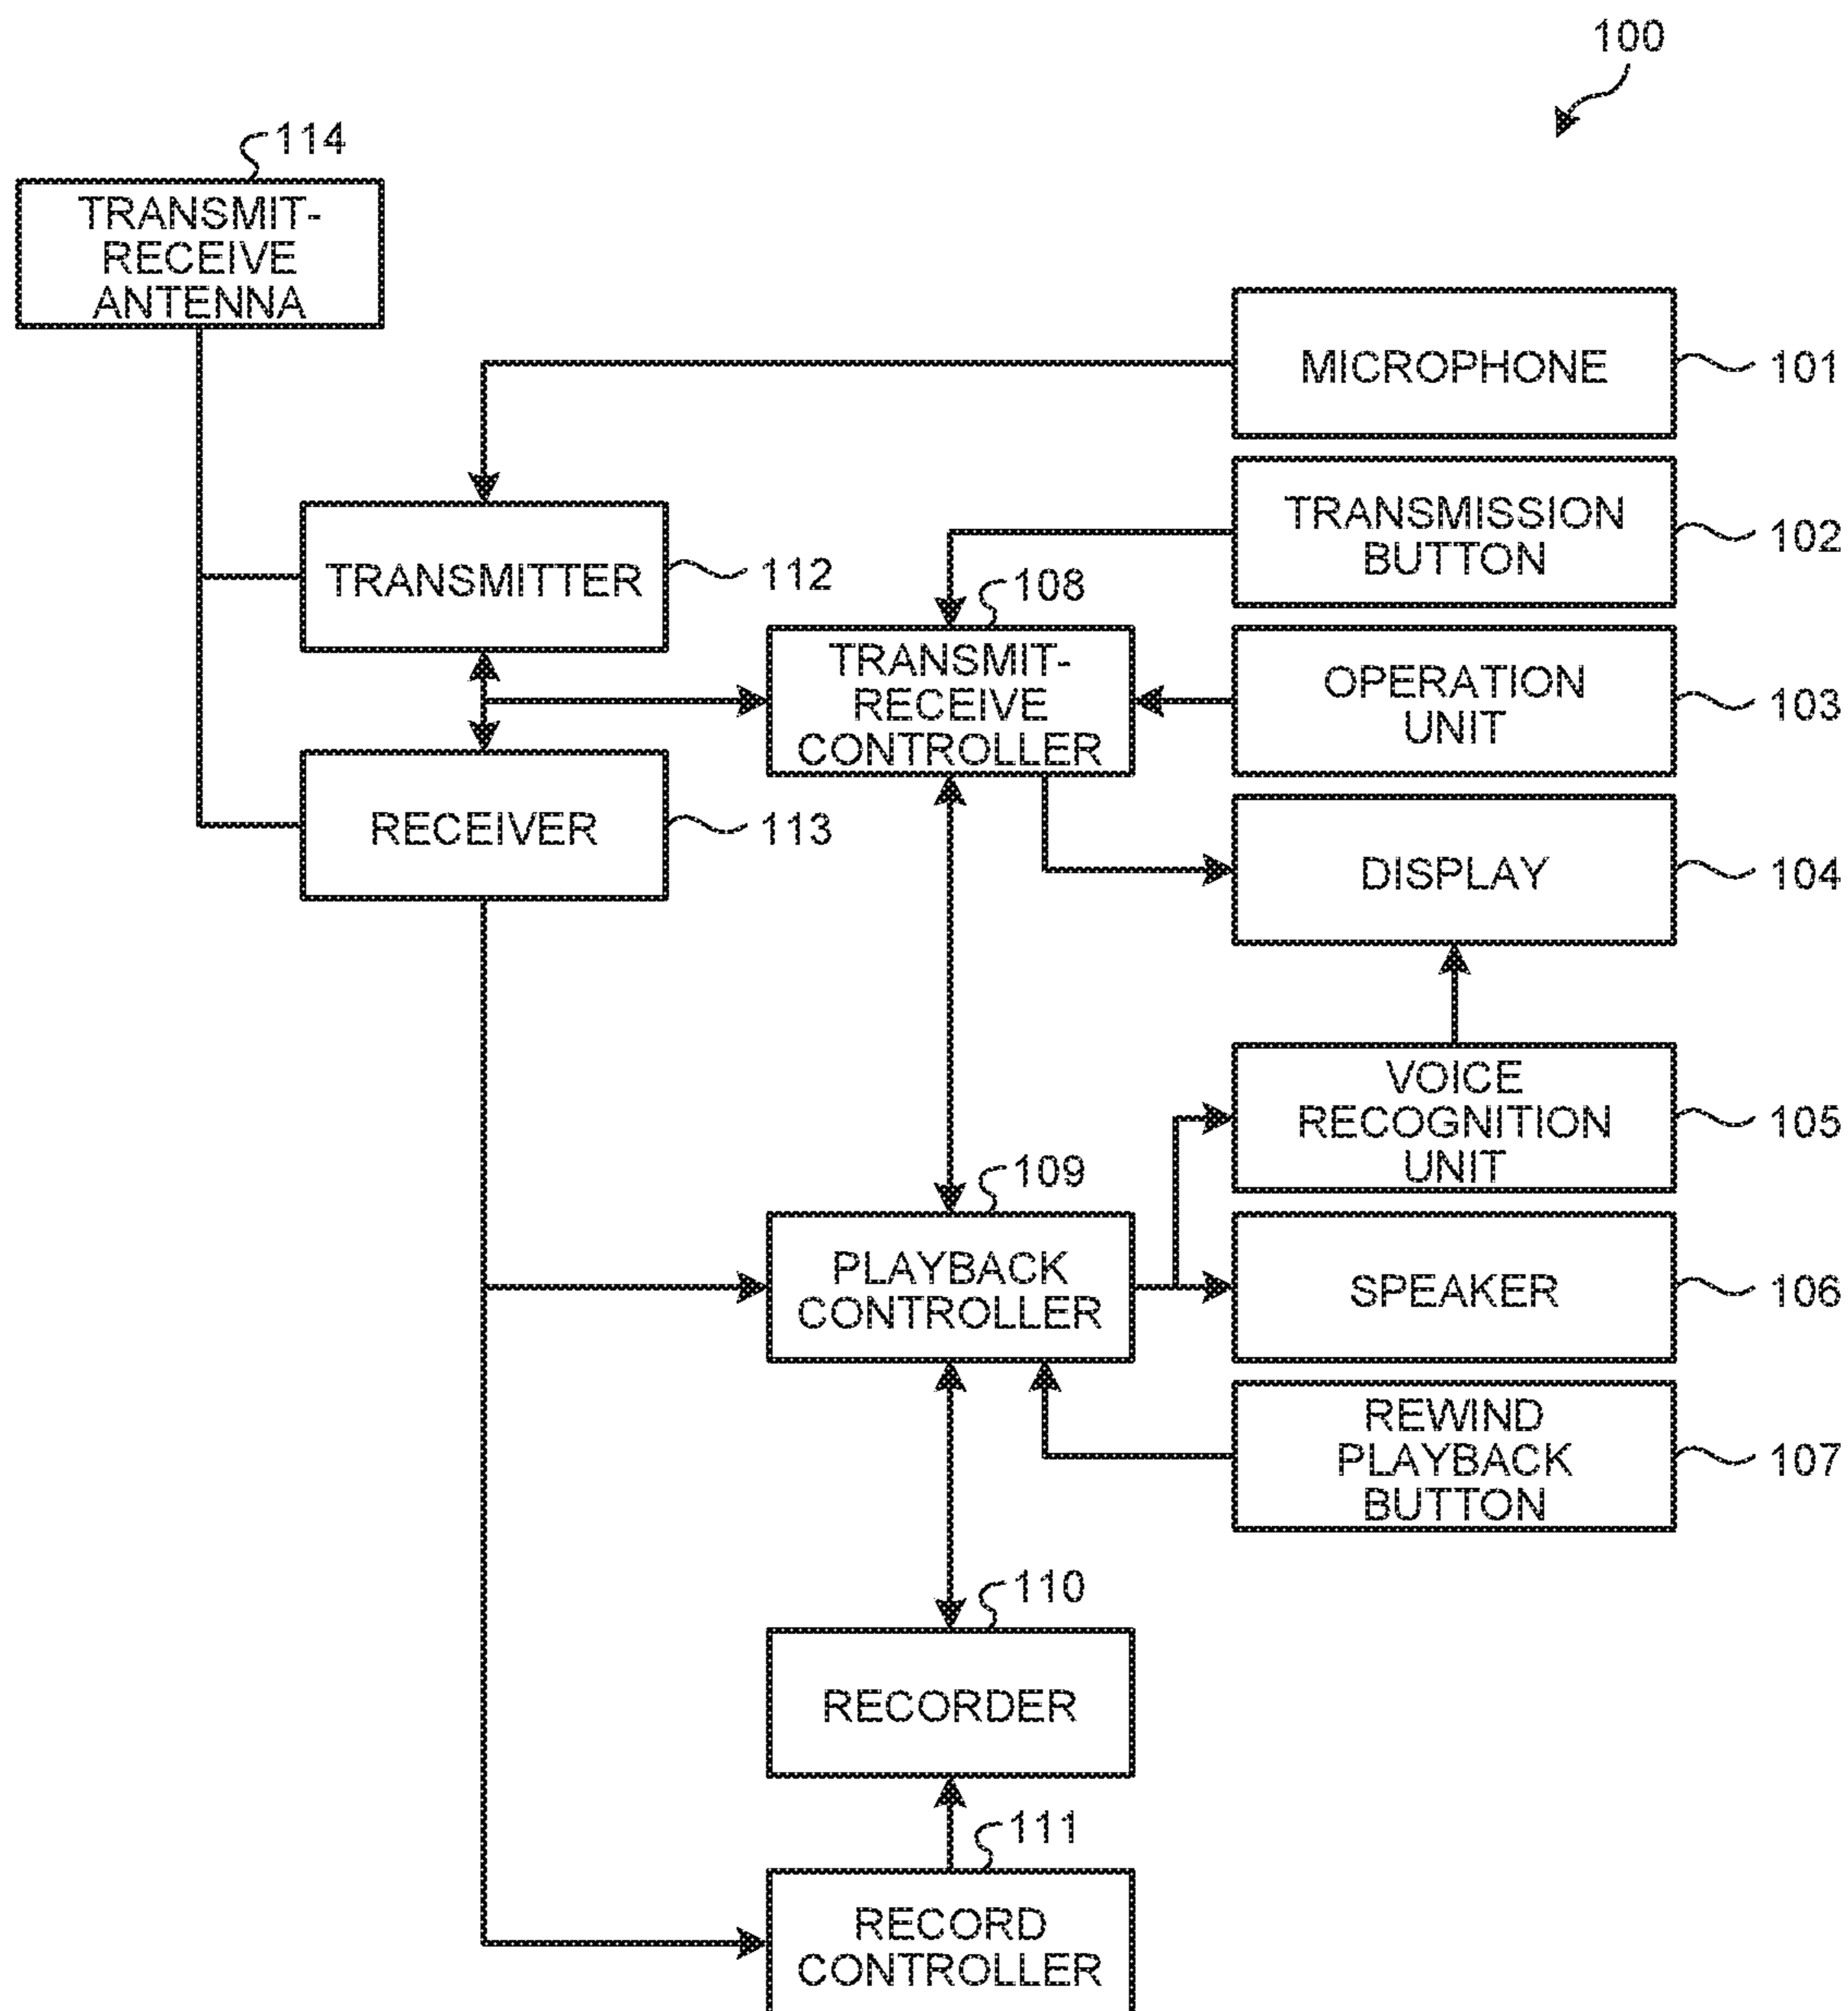 100
114
TRANSMIT-
RECEIVE
ANTENNA
MICROPHONE
101
TRANSMISSION
BUTTON
102
TRANSMITTER
112
108
TRANSMIT-
RECEIVE
CONTROLLER
OPERATION
UNIT
103
RECEIVER
113
DISPLAY
104
VOICE
RECOGNITION
UNIT
105
109
PLAYBACK
CONTROLLER
SPEAKER
106
REWIND
PLAYBACK
BUTTON
107
110
RECORDER
111
RECORD
CONTROLLER